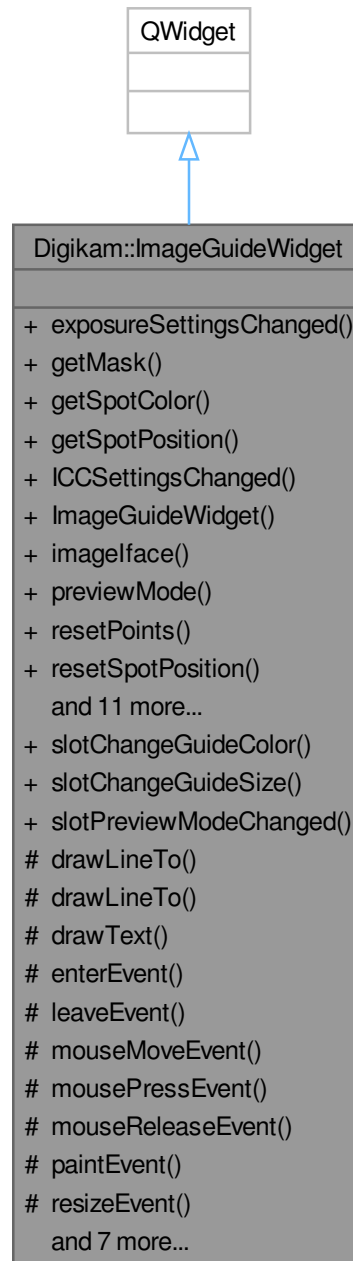 QWidget
Digikam::ImageGuideWidget
+ exposureSettingsChanged()
+ getMask()
+ getSpotColor()
+ getSpotPosition()
+ ICCSettingsChanged()
+ ImageGuideWidget()
+ imageIface()
+ previewMode()
+ resetPoints()
+ resetSpotPosition()
and 11 more...
+ slotChangeGuideColor()
+ slotChangeGuideSize()
+ slotPreviewModeChanged()
# drawLineTo()
# drawLineTo()
# drawText()
# enterEvent()
# leaveEvent()
# mouseMoveEvent()
# mousePressEvent()
# mouseReleaseEvent()
# paintEvent()
# resizeEvent()
and 7 more...